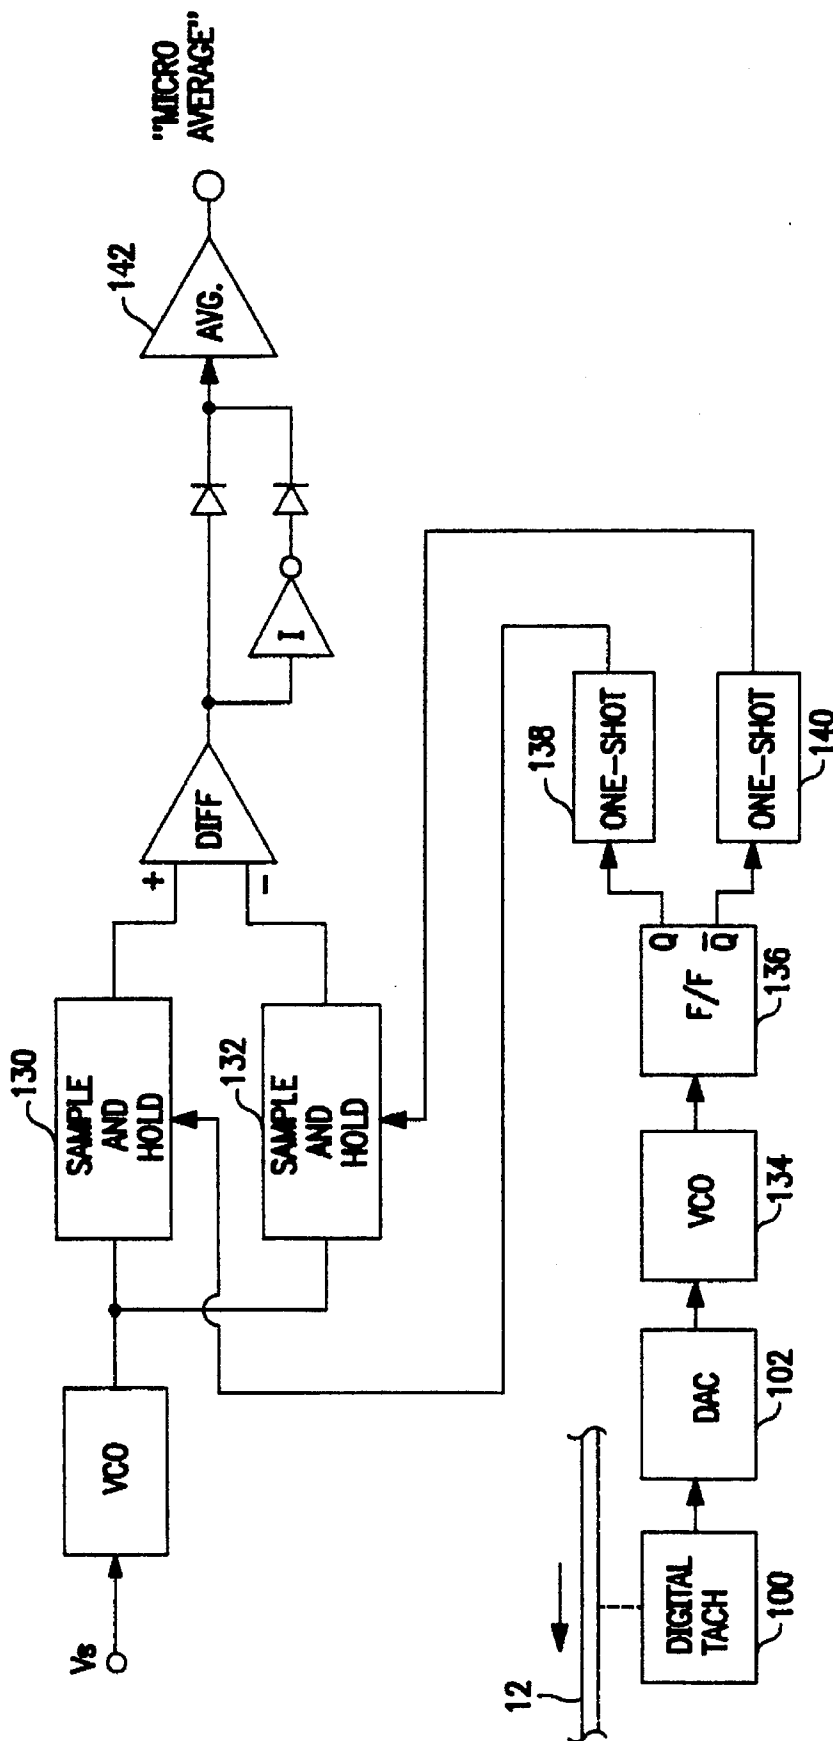 Vs
VCO
130
SAMPLE
AND
HOLD
132
SAMPLE
AND
HOLD
+
−
DIFF
I
142
AVG.
"MICRO
AVERAGE"
12
DIGITAL
TACH
100
DAC
102
VCO
134
F/F
Q
Q̅
136
138
ONE-SHOT
ONE-SHOT
140